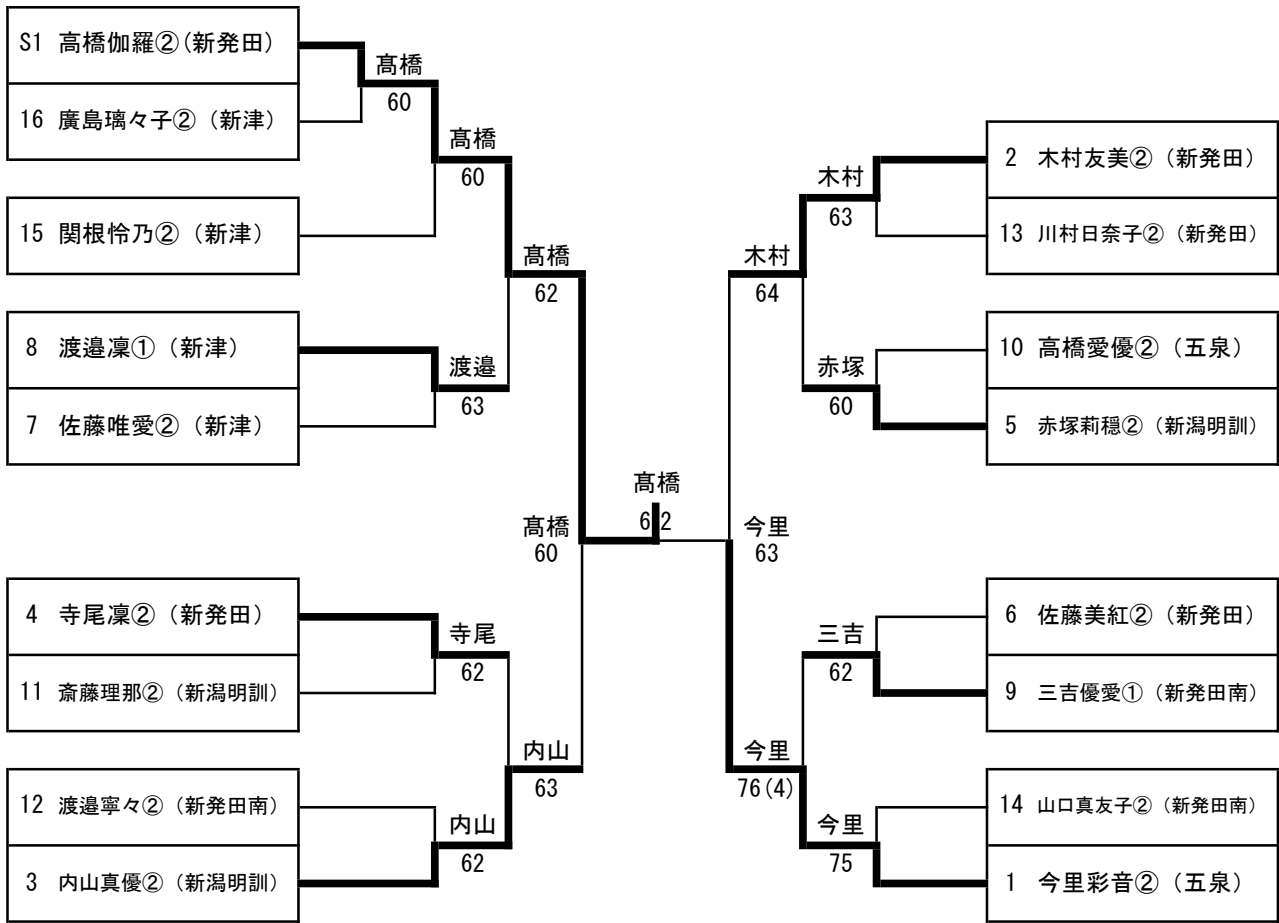 S1 高橋伽羅②(新発田)
16 廣島璃々子②（新津）
15 関根怜乃②（新津）
8 渡邉凜①（新津）
7 佐藤唯愛②（新津）
4 寺尾凜②（新発田）
11 斎藤理那②（新潟明訓）
12 渡邉寧々②（新発田南）
3 内山真優②（新潟明訓）
髙橋
60
髙橋
60
髙橋
62
渡邉
63
髙橋
60
寺尾
62
内山
63
内山
62
髙橋
6 2
木村
63
木村
64
赤塚
60
今里
63
三吉
62
今里
76(4)
今里
75
2 木村友美②（新発田）
13 川村日奈子②（新発田）
10 高橋愛優②（五泉）
5 赤塚莉穏②（新潟明訓）
6 佐藤美紅②（新発田）
9 三吉優愛①（新発田南）
14 山口真友子②（新発田南）
1 今里彩音②（五泉）